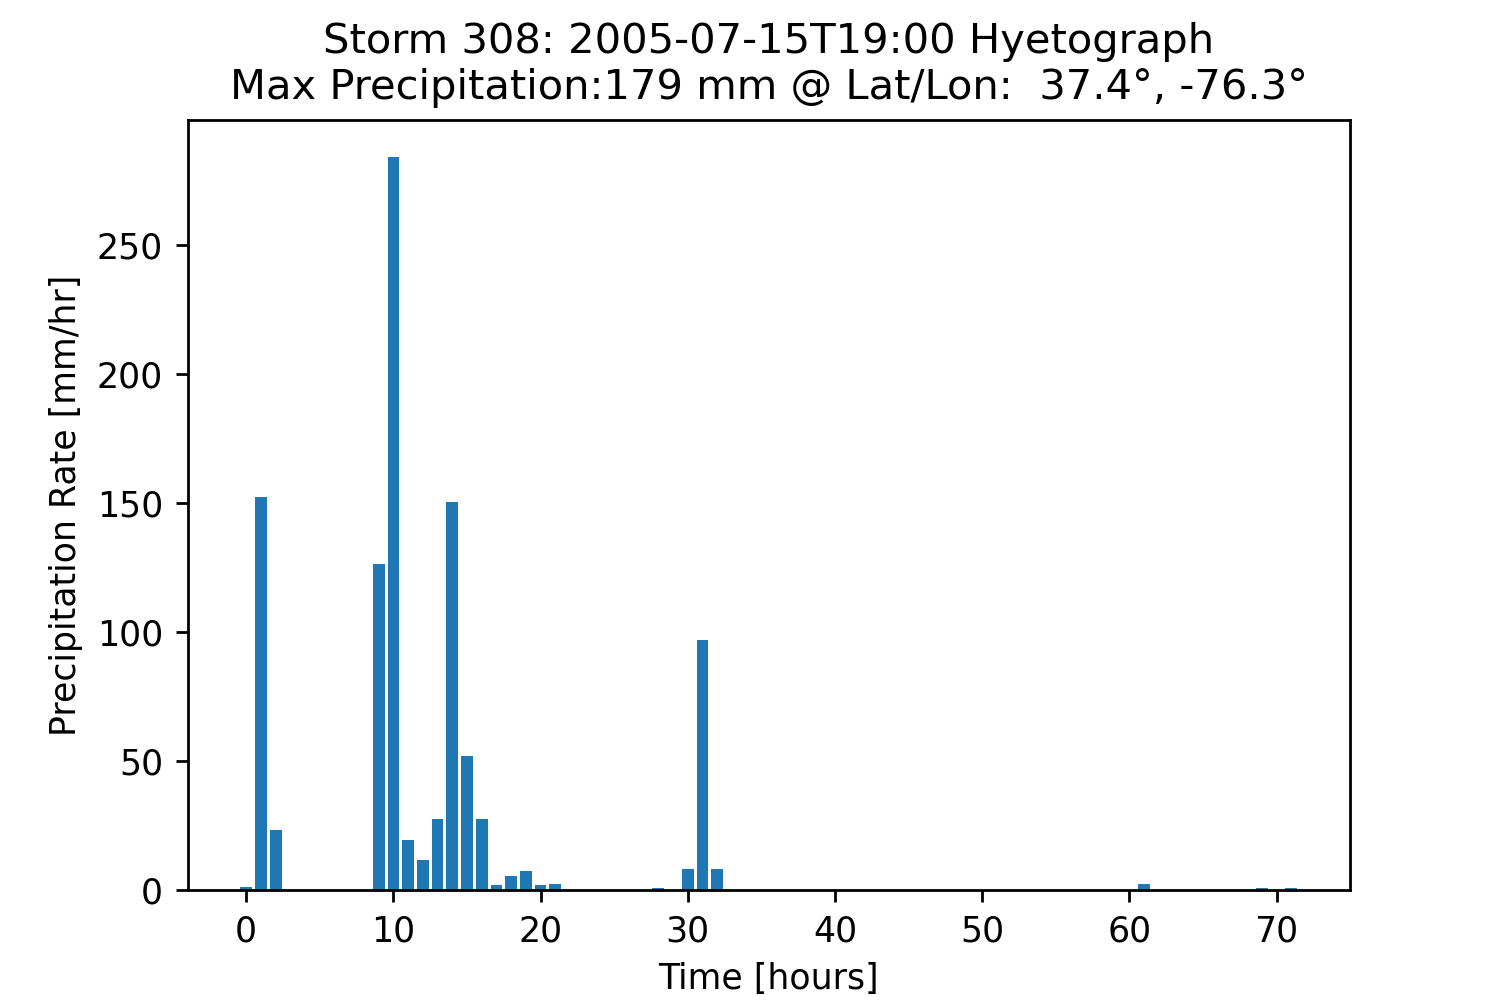 Storm 308: 2005-07-15T19:00 Hyetograph
Max Precipitation:179 mm @ Lat/Lon:  37.4°, -76.3°
Precipitation Rate [mm/hr]
250
200
150
100
50
0
0 10 20 30 40 50 60 70
Time [hours]